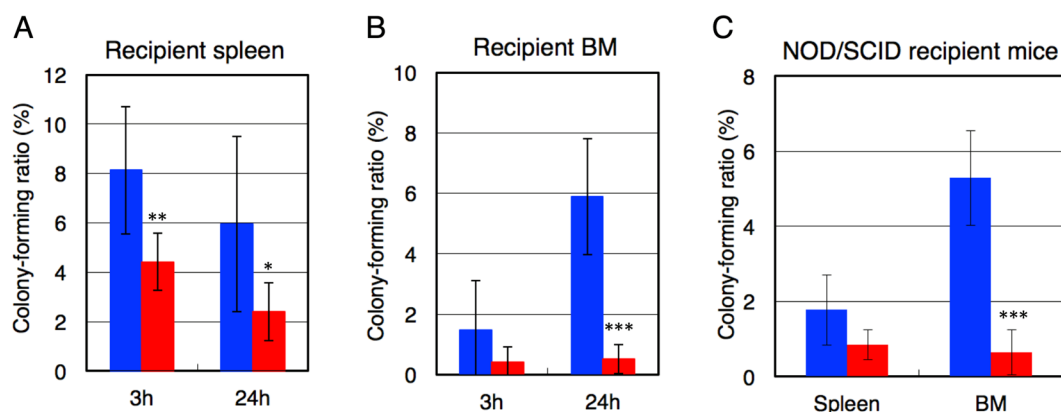 A
Recipient spleen
Colony-forming ratio (%)
12
10
8
6
4
2
0
**
*
3h 24h
B
Recipient BM
Colony-forming ratio (%)
10
8
6
4
2
0
***
3h 24h
C
NOD/SCID recipient mice
Colony-forming ratio (%)
8
6
4
2
0
***
Spleen BM